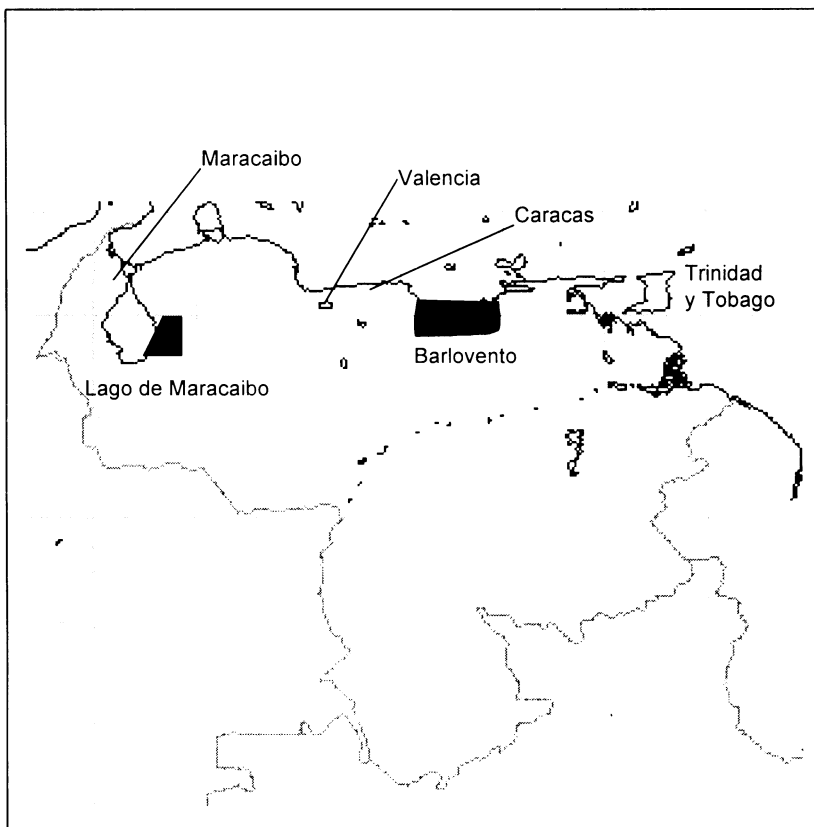 Maracaibo
Valencia
Caracas
Trinidad
y Tobago
Barlovento
Lago de Maracaibo